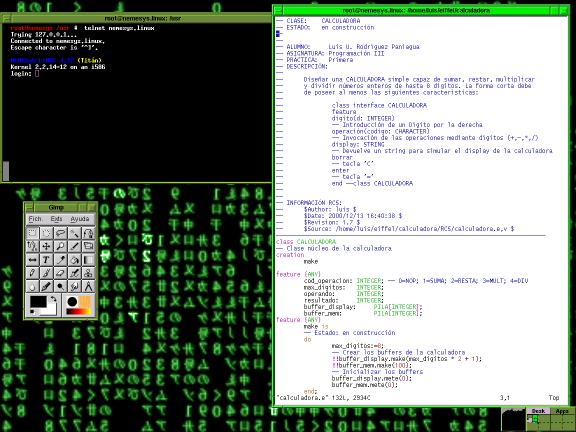 root@nemesys.linux: /usr
root@nemesys /usr # telnet nemesys.linux
Trying 127.0.0.1...
Connected to nemesys.linux.
Escape character is '^]'.
(Titán)
Kernel 2.2.14-12 on an i586
login:
Gimp
Fich. Exts Ayuda
root@nemesys.linux: /home/luis/eiffel/calculadora
-- CLASE: CALCULADORA
-- ESTADO: en construcción
--
-- ALUMNO: Luis U. Rodriguez Paniagua
-- ASIGNATURA: Programación III
-- PRACTICA: Primera
-- DESCRIPCIÓN:
--
-- Diseñar una CALCULADORA simple capaz de sumar, restar, multiplicar
-- y dividir números enteros de hasta 8 digitos. La forma corta debe
-- de poseer al menos las siguientes caracteristicas:
--
-- class interface CALCULADORA
-- feature
-- digito(d: INTEGER)
-- -- Introducción de un Digito por la derecha
-- operación(codigo: CHARACTER)
-- -- Invocación de las operaciones mediante digitos (+,-,*,/)
-- display: STRING
-- -- Devuelve un string para simular el display de la calculadora
-- borrar
-- -- tecla 'C'
-- enter
-- -- tecla '='
-- end --class CALCULADORA
--
--
-- INFORMACIÓN RCS:
-- $Author: luis $
-- $Date: 2000/12/13 16:40:38 $
-- $Revision: 1.7 $
-- $Source: /home/luis/eiffel/calculadora/RCS/calculadora.e,v $
class CALCULADORA
-- Clase núcleo de la calculadora
creation
make
feature {ANY}
cod_operacion: INTEGER; -- 0=NOP; 1=SUMA; 2=RESTA; 3=MULT; 4=DIV
max_digitos: INTEGER;
operando: INTEGER;
resultado: INTEGER;
buffer_display: PILA[INTEGER];
buffer_mem: PILA[INTEGER];
feature {ANY}
make is
-- Estado: en construcción
do
max_digitos:=8;
-- Crear los buffers de la calculadora
!!buffer_display.make(max_digitos * 2 + 1);
!!buffer_mem.make(100);
-- Inicializar los buffers
buffer_display.mete(0);
buffer_mem.mete(0);
end;
"calculadora.e" 132L, 2934C 3,1 Top
Desk Apps